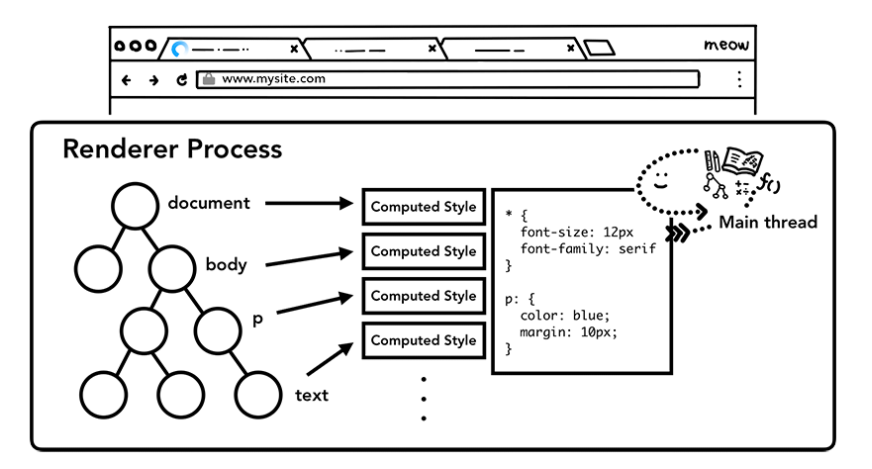 meow
www.mysite.com
Renderer Process
document
body
p
text
Computed Style
Computed Style
Computed Style
Computed Style
* {
  font-size: 12px
  font-family: serif
}
p: {
  color: blue;
  margin: 10px;
}
+-
×÷
f()
Main thread